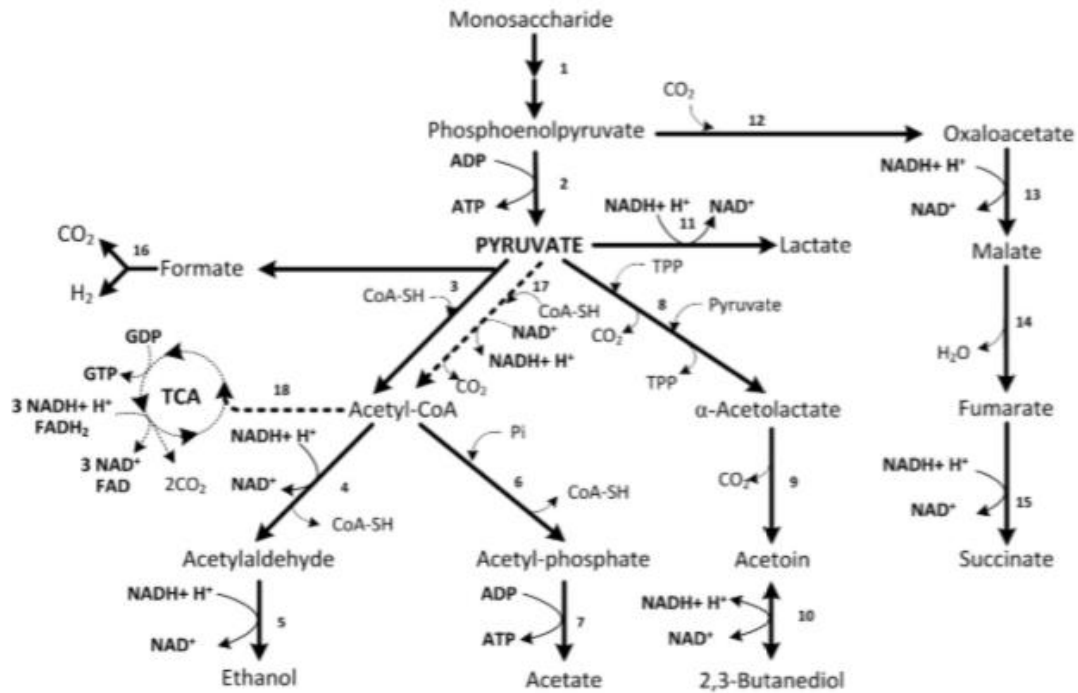 Monosaccharide
1
CO₂
Phosphoenolpyruvate
12
Oxaloacetate
ADP
2
ATP
NADH+ H⁺
13
NAD⁺
NADH+ H⁺
NAD⁺
11
CO₂
16
H₂
Formate
PYRUVATE
Lactate
Malate
3
CoA-SH
17
CoA-SH
NAD⁺
NADH+ H⁺
CO₂
TPP
8
Pyruvate
CO₂
TPP
14
H₂O
GDP
GTP
TCA
18
3 NADH+ H⁺
FADH₂
3 NAD⁺
FAD
2CO₂
Acetyl-CoA
α-Acetolactate
Fumarate
NADH+ H⁺
NAD⁺
4
CoA-SH
Pi
6
CoA-SH
CO₂
9
NADH+ H⁺
15
NAD⁺
Acetylaldehyde
Acetyl-phosphate
Acetoin
Succinate
NADH+ H⁺
5
NAD⁺
ADP
7
ATP
NADH+ H⁺
10
NAD⁺
Ethanol
Acetate
2,3-Butanediol